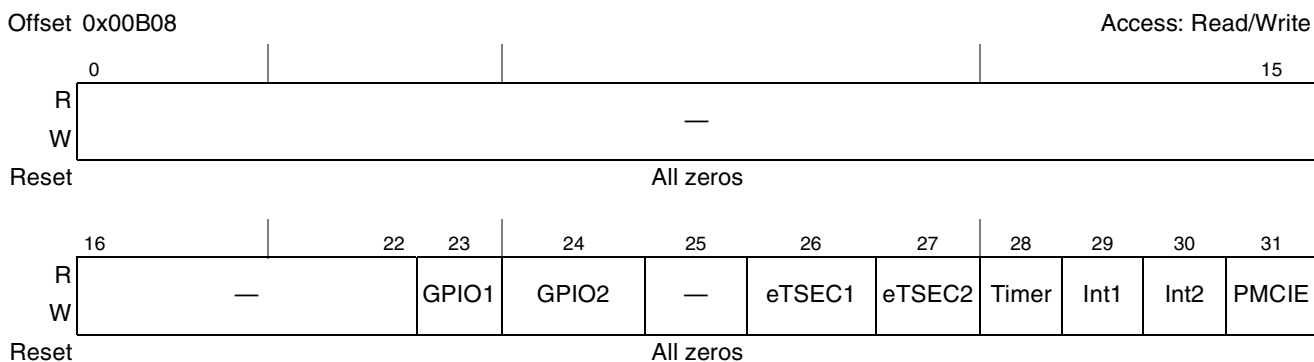 Offset 0x00B08 Access: Read/Write
0 15
R
—
W
Reset All zeros
16 22 23 24 25 26 27 28 29 30 31
R
— GPIO1 GPIO2 — eTSEC1 eTSEC2 Timer Int1 Int2 PMCIE
W
Reset All zeros